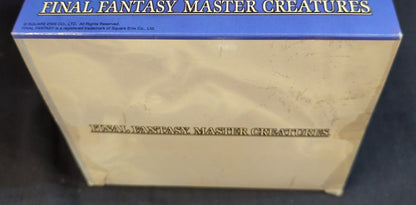 FINAL FANTASY MASTER CREATURES
© SQUARE ENIX CO., LTD. All Rights Reserved.
FINAL FANTASY is a registered trademark of Square Enix Co., Ltd.
FINAL FANTASY MASTER CREATURES